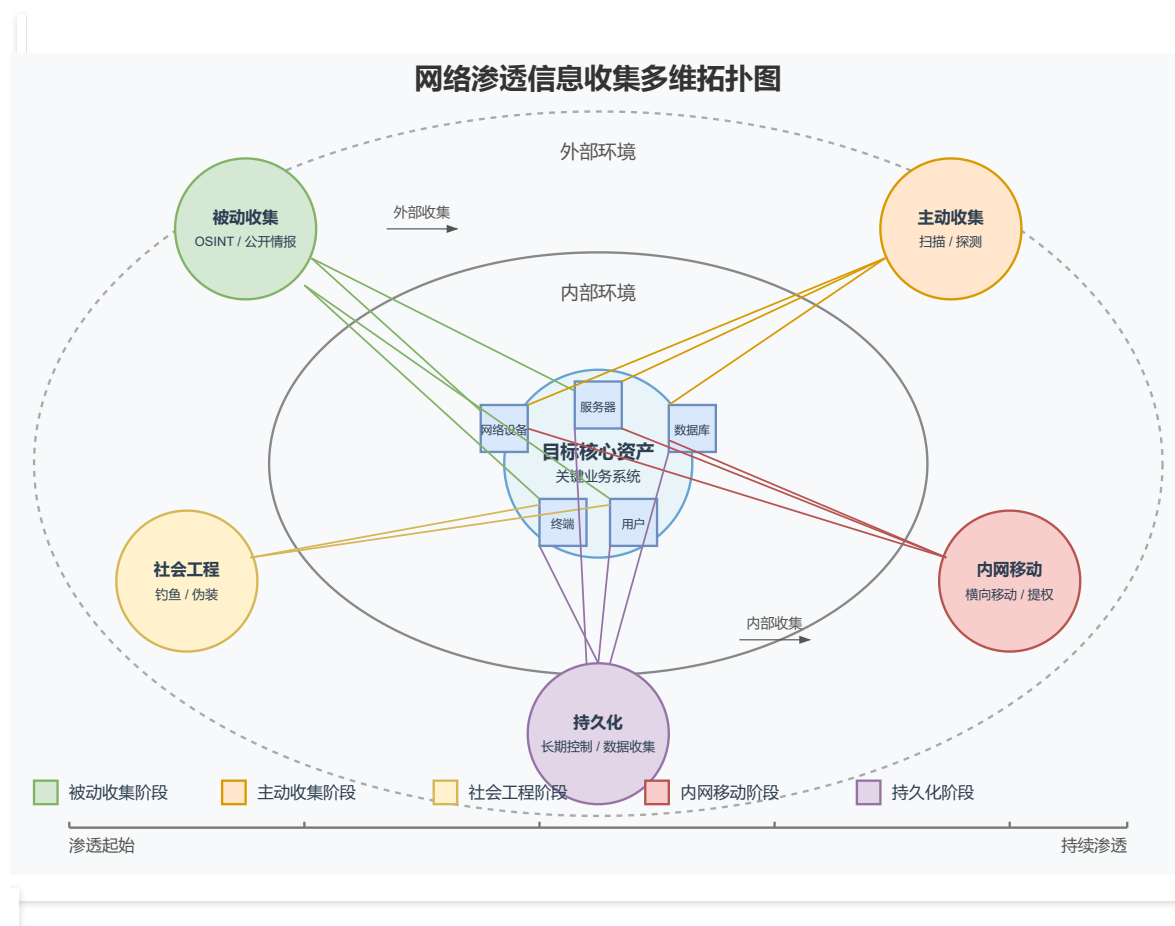 网络渗透信息收集多维拓扑图
外部环境
被动收集
OSINT / 公开情报
外部收集
主动收集
扫描 / 探测
内部环境
服务器
网络设备
数据库
目标核心资产
关键业务系统
终端
用户
社会工程
钓鱼 / 伪装
内网移动
横向移动 / 提权
内部收集
持久化
长期控制 / 数据收集
被动收集阶段
主动收集阶段
社会工程阶段
内网移动阶段
持久化阶段
渗透起始
持续渗透